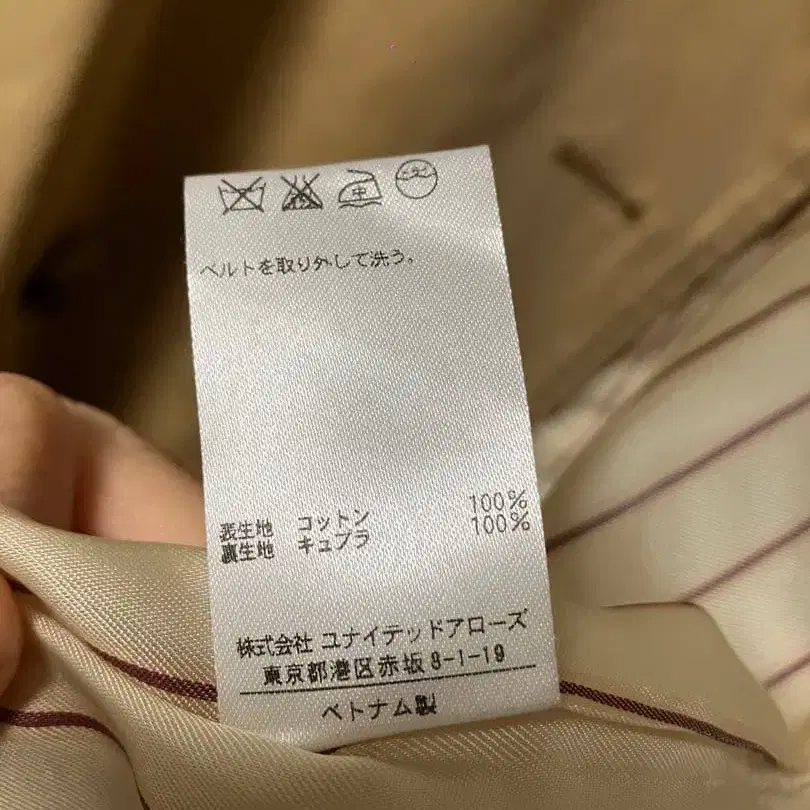 中
ベルトを取り外して洗う。
表生地 コットン 100%
裏生地 キュプラ 100%
株式会社 ユナイテッドアローズ
東京都港区赤坂8-1-19
ベトナム製